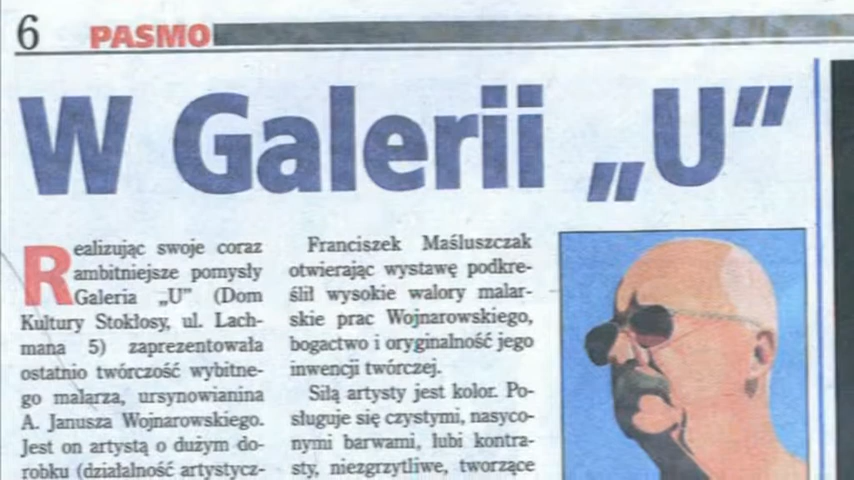 6 PASMO
W Galerii „U”
Realizując swoje coraz
ambitniejsze pomysły
Galeria „U” (Dom
Kultury Stokłosy, ul. Lach-
mana 5) zaprezentowała
ostatnio twórczość wybitne-
go malarza, ursynowianina
A. Janusza Wojnarowskiego.
Jest on artystą o dużym do-
robku (działalność artystycz-
Franciszek Maśluszczak
otwierając wystawę podkre-
ślił wysokie walory malar-
skie prac Wojnarowskiego,
bogactwo i oryginalność jego
inwencji twórczej.
Siłą artysty jest kolor. Po-
sługuje się czystymi, nasyco-
nymi barwami, lubi kontra-
sty, niezgrzytliwe, tworzące